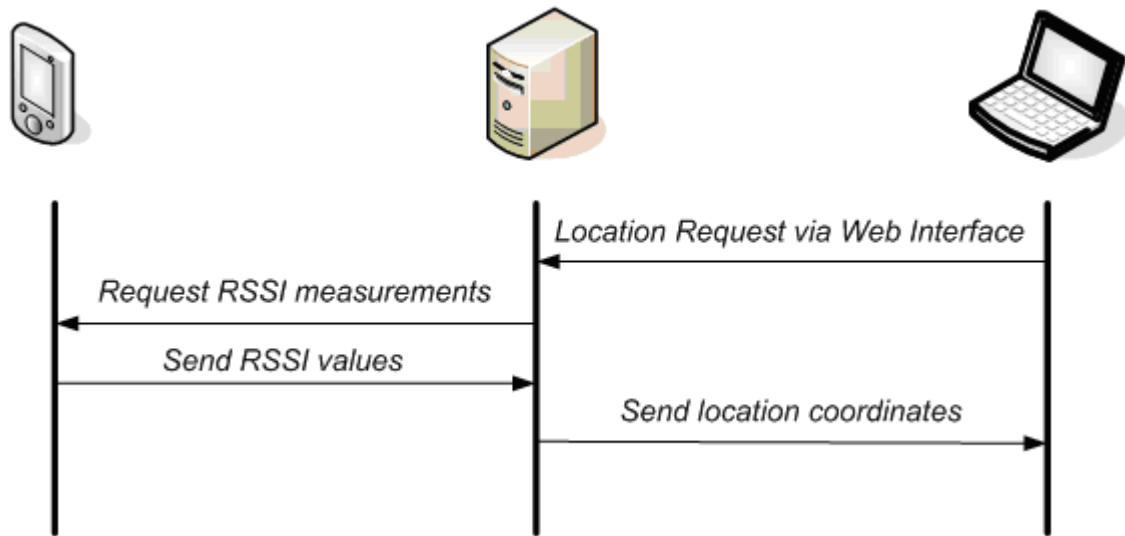 Location Request via Web Interface
Request RSSI measurements
Send RSSI values
Send location coordinates